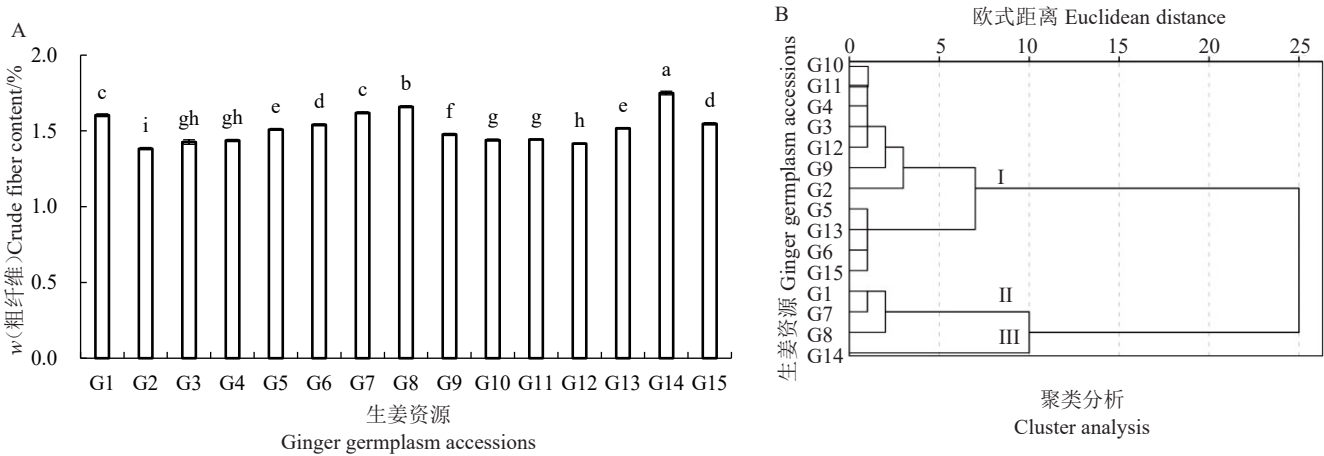 A
w(粗纤维)Crude fiber content/%
2.0
1.5
1.0
0.5
0.0
c i gh gh e d c b f g g h e a d
G1 G2 G3 G4 G5 G6 G7 G8 G9 G10 G11 G12 G13 G14 G15
生姜资源
Ginger germplasm accessions
B
欧式距离 Euclidean distance
0 5 10 15 20 25
生姜资源 Ginger germplasm accessions
G10
G11
G4
G3
G12
G9
G2
G5
G13
G6
G15
G1
G7
G8
G14
I
II
III
聚类分析
Cluster analysis